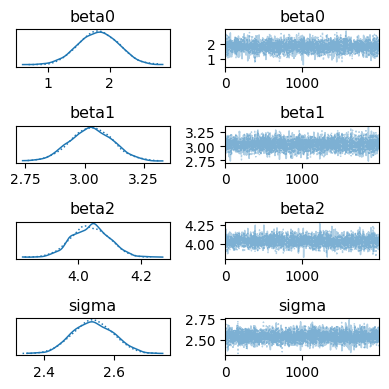 beta0 beta0
2
1
1 2 0 1000
beta1 beta1
3.25
3.00
2.75
2.75 3.00 3.25 0 1000
beta2 beta2
4.25
4.00
4.0 4.2 0 1000
sigma sigma
2.75
2.50
2.4 2.6 0 1000